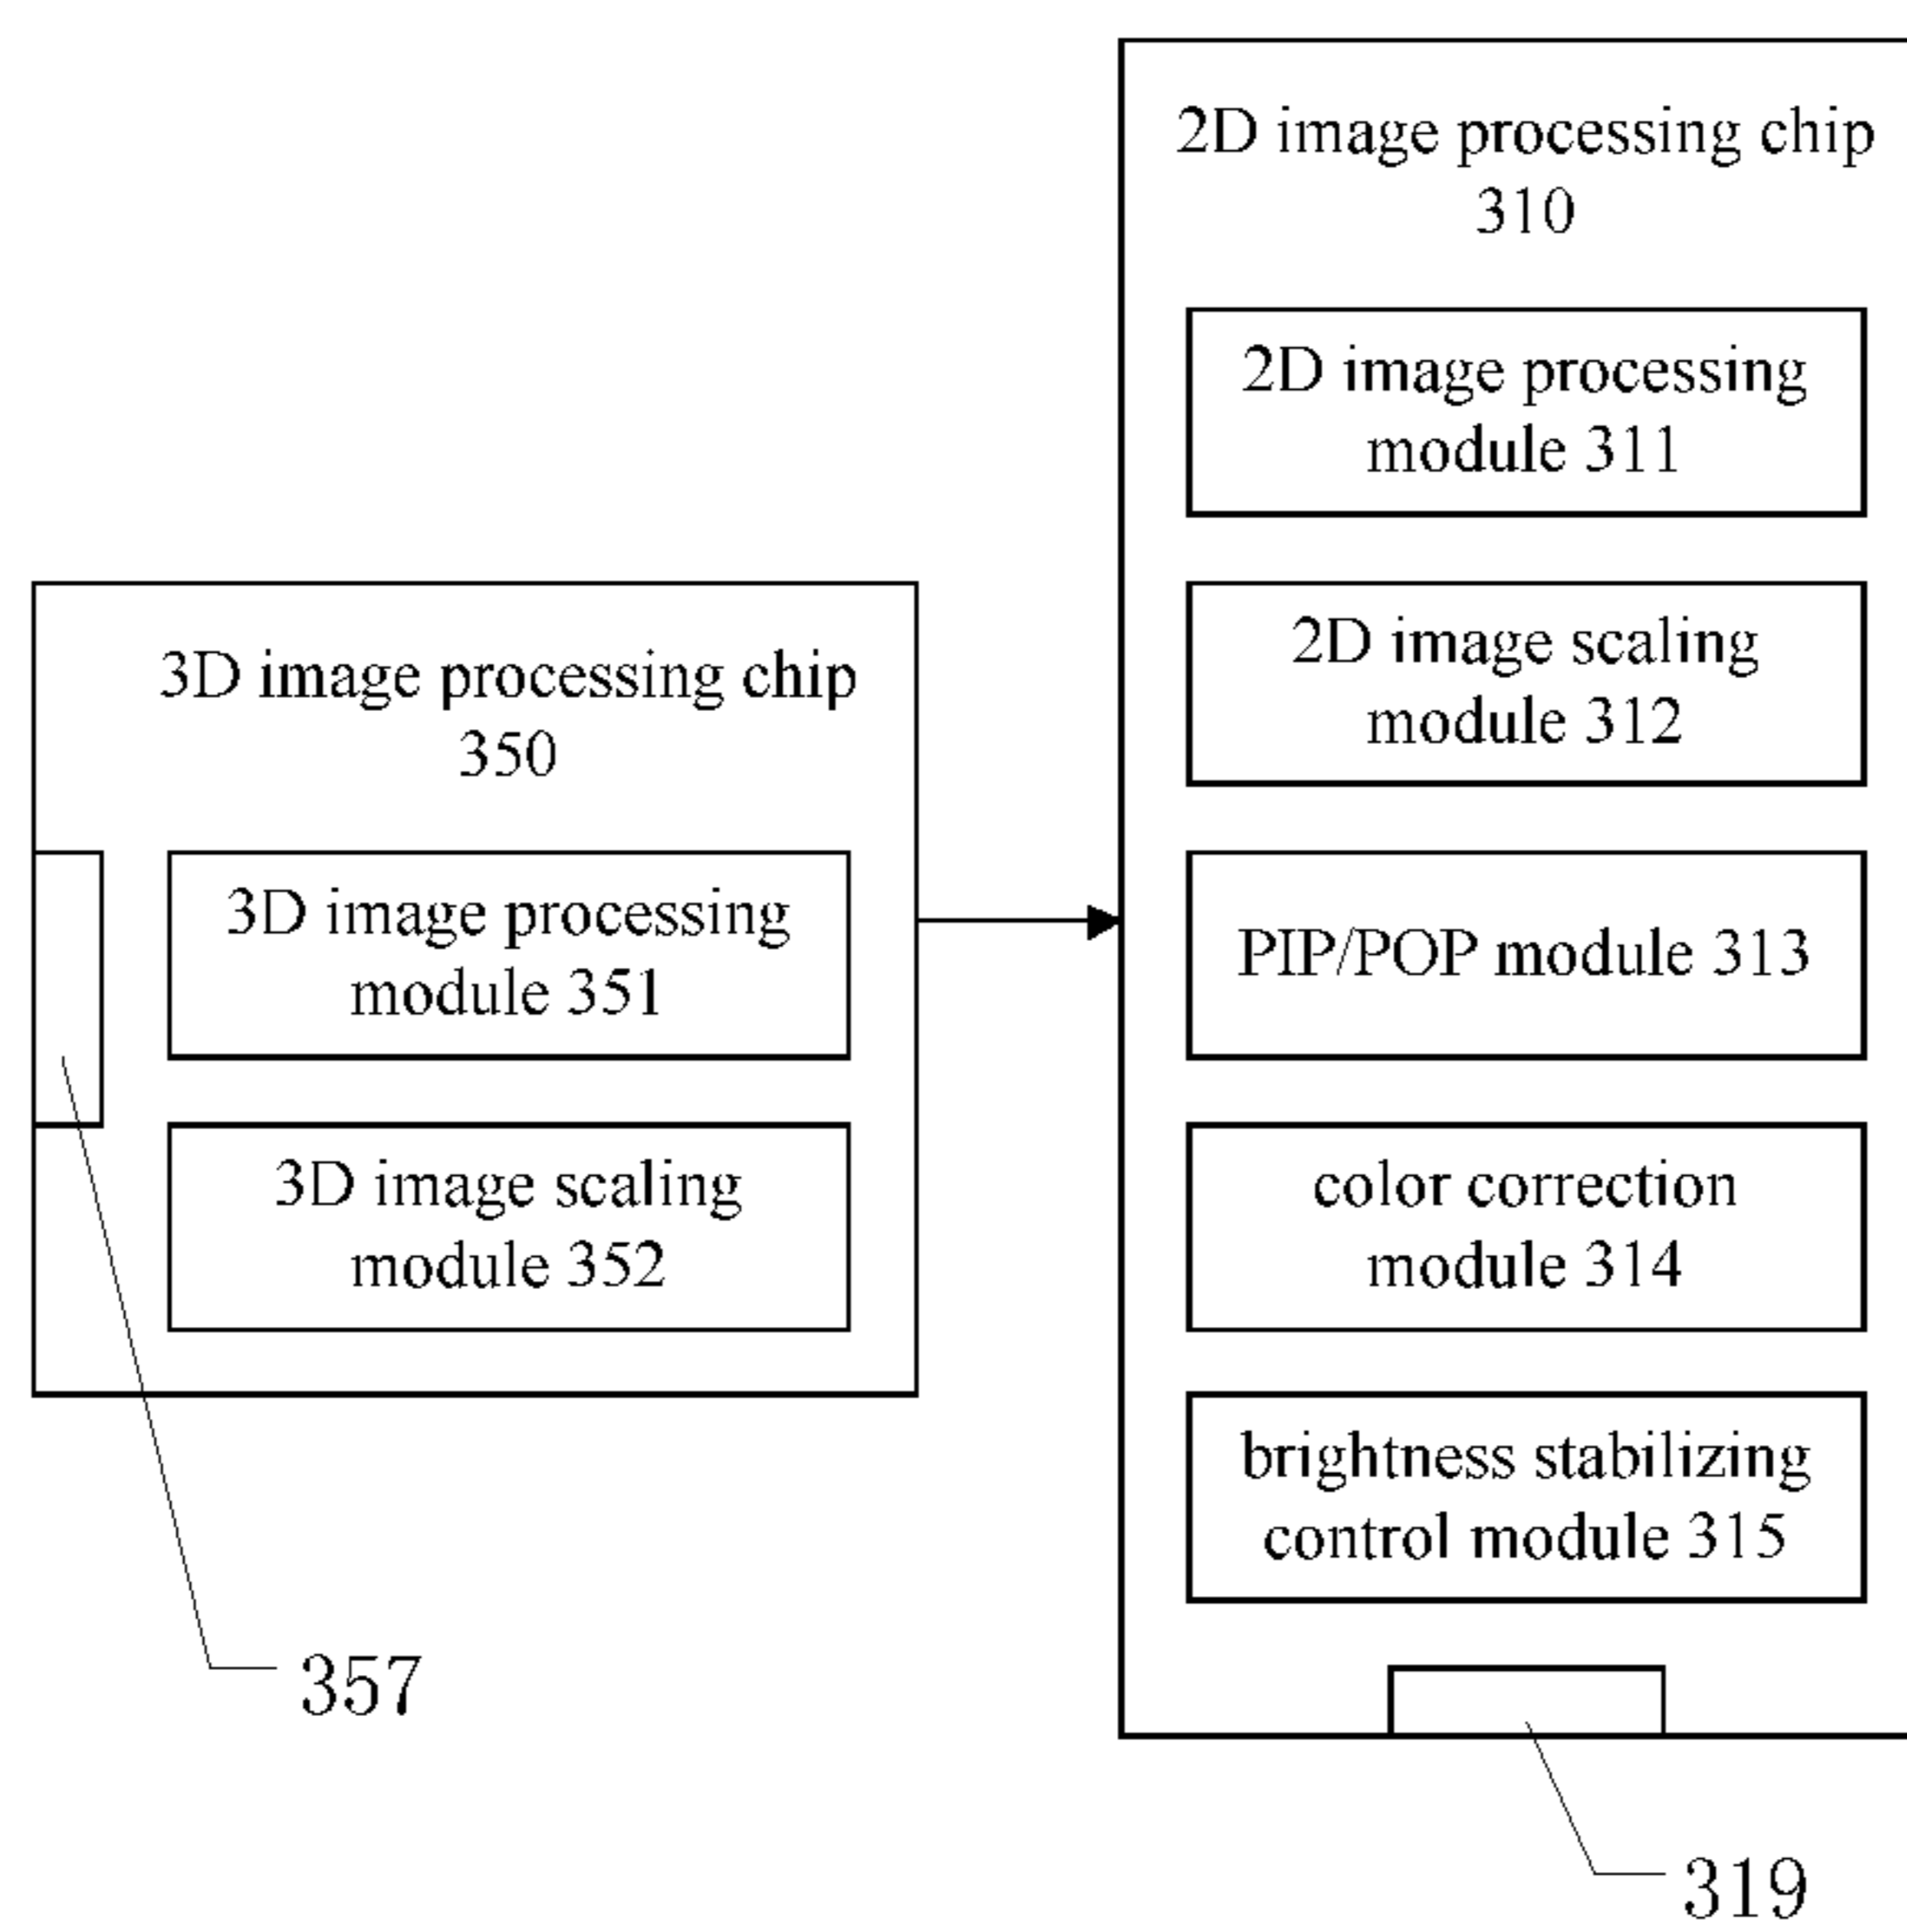 3D image processing chip
350
3D image processing
module 351
3D image scaling
module 352
357
2D image processing chip
310
2D image processing
module 311
2D image scaling
module 312
PIP/POP module 313
color correction
module 314
brightness stabilizing
control module 315
319